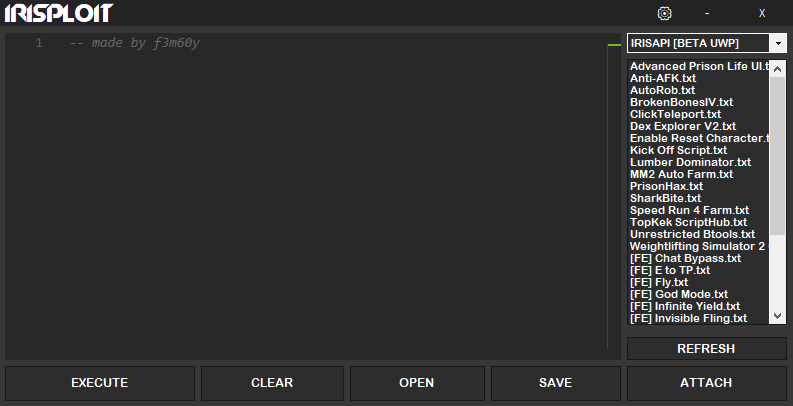 IRISPLOIT
- X
1 -- made by f3m60y
IRISAPI [BETA UWP]
Advanced Prison Life UI.t
Anti-AFK.txt
AutoRob.txt
BrokenBonesIV.txt
ClickTeleport.txt
Dex Explorer V2.txt
Enable Reset Character.t
Kick Off Script.txt
Lumber Dominator.txt
MM2 Auto Farm.txt
PrisonHax.txt
SharkBite.txt
Speed Run 4 Farm.txt
TopKek ScriptHub.txt
Unrestricted Btools.txt
Weightlifting Simulator 2
[FE] Chat Bypass.txt
[FE] E to TP.txt
[FE] Fly.txt
[FE] God Mode.txt
[FE] Infinite Yield.txt
[FE] Invisible Fling.txt
REFRESH
EXECUTE CLEAR OPEN SAVE ATTACH